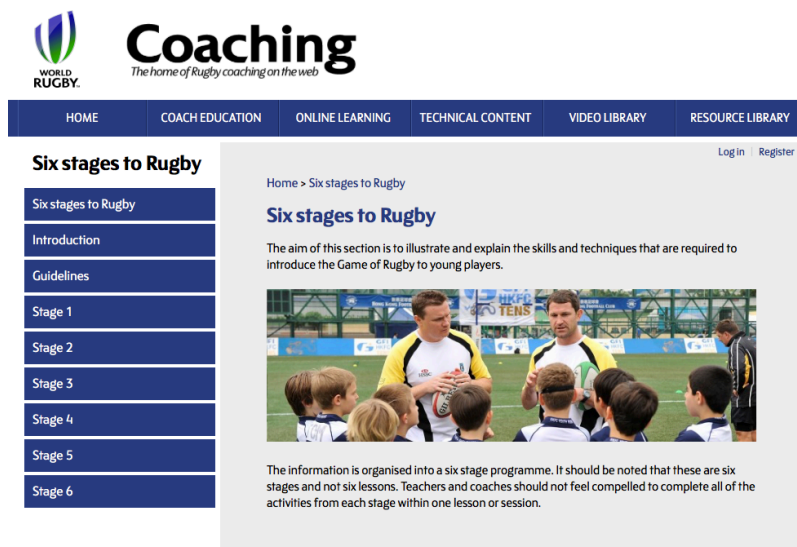 WORLD
RUGBY™
Coaching
The home of Rugby coaching on the web
HOME COACH EDUCATION ONLINE LEARNING TECHNICAL CONTENT VIDEO LIBRARY RESOURCE LIBRARY
Log in | Register
Six stages to Rugby
Six stages to Rugby
Introduction
Guidelines
Stage 1
Stage 2
Stage 3
Stage 4
Stage 5
Stage 6
Home > Six stages to Rugby
Six stages to Rugby
The aim of this section is to illustrate and explain the skills and techniques that are required to
introduce the Game of Rugby to young players.
HKFC
TENS
The information is organised into a six stage programme. It should be noted that these are six
stages and not six lessons. Teachers and coaches should not feel compelled to complete all of the
activities from each stage within one lesson or session.